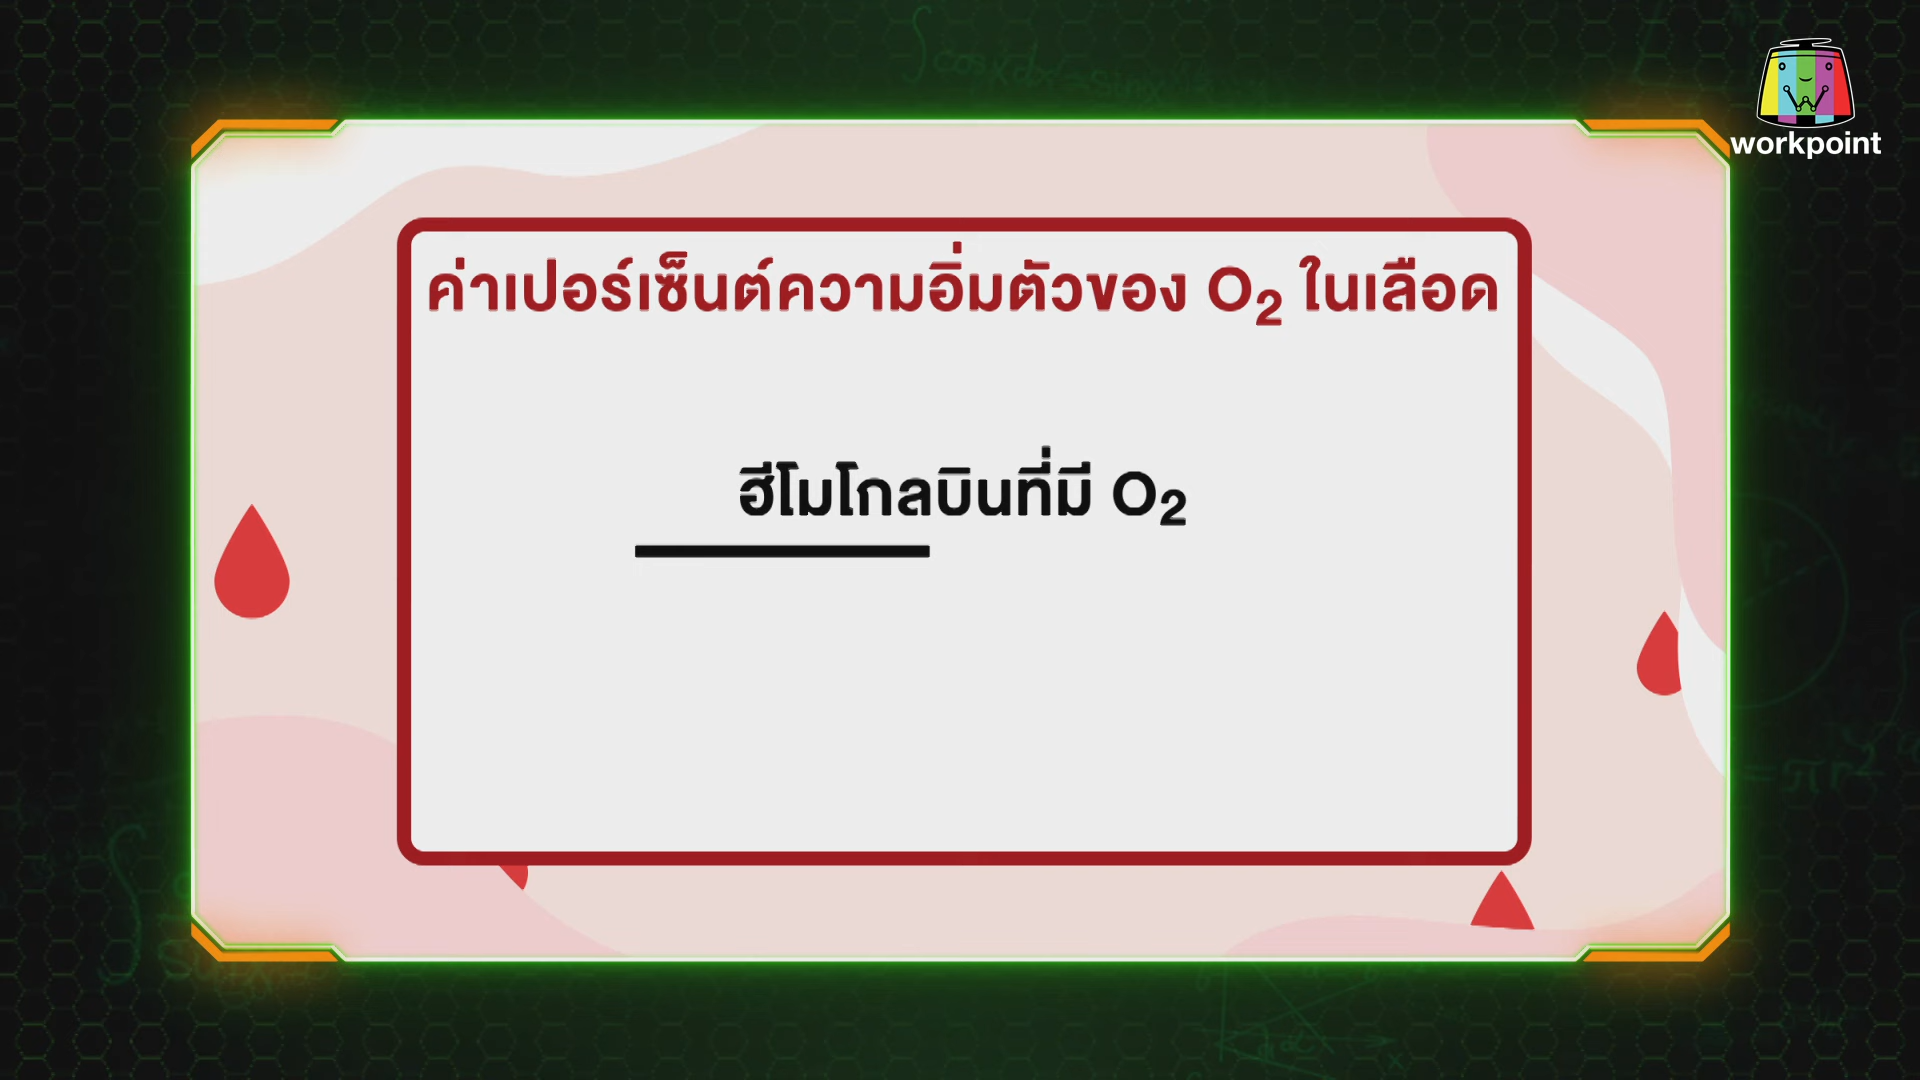 workpoint
ค่าเปอร์เซ็นต์ความอิ่มตัวของ O₂ ในเลือด
ฮีโมโกลบินที่มี O₂